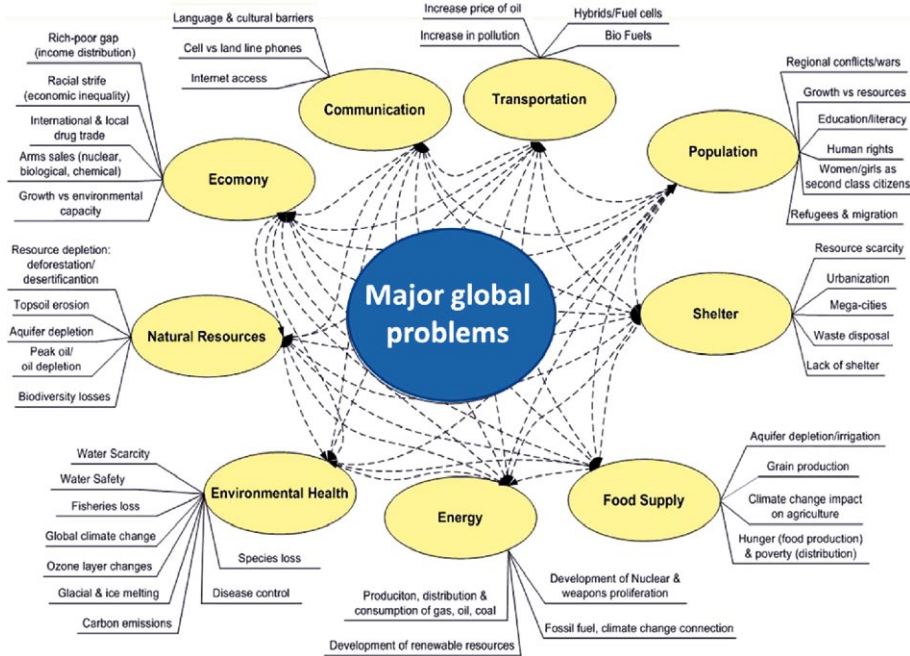 Language & cultural barriers
Cell vs land line phones
Internet access
Communication
Increase price of oil
Increase in pollution
Hybrids/Fuel cells
Bio Fuels
Transportation
Rich-poor gap
(income distribution)
Racial strife
(economic inequality)
International & local
drug trade
Arms sales (nuclear,
biological, chemical)
Growth vs environmental
capacity
Ecomony
Regional conflicts/wars
Growth vs resources
Education/literacy
Human rights
Women/girls as
second class citizens
Refugees & migration
Population
Major global
problems
Resource depletion:
deforestation/
desertificantion
Topsoil erosion
Aquifer depletion
Peak oil/
oil depletion
Biodiversity losses
Natural Resources
Resource scarcity
Urbanization
Mega-cities
Waste disposal
Lack of shelter
Shelter
Water Scarcity
Water Safety
Fisheries loss
Global climate change
Ozone layer changes
Glacial & ice melting
Carbon emissions
Species loss
Disease control
Environmental Health
Energy
Produciton, distribution &
consumption of gas, oil, coal
Development of renewable resources
Development of Nuclear &
weapons proliferation
Fossil fuel, climate change connection
Food Supply
Aquifer depletion/irrigation
Grain production
Climate change impact
on agriculture
Hunger (food production)
& poverty (distribution)